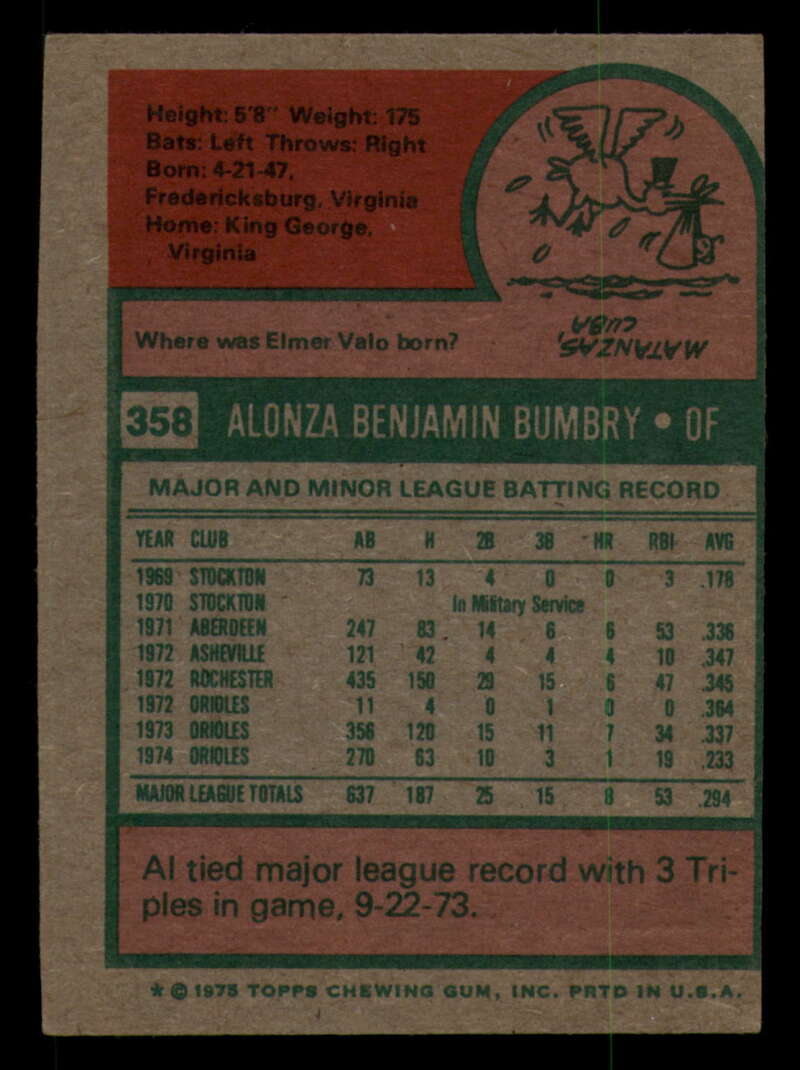 Height: 5'8" Weight: 175
Bats: Left Throws: Right
Born: 4-21-47,
Fredericksburg, Virginia
Home: King George,
Virginia
Where was Elmer Valo born?
MATANZAS,
CUBA
358 ALONZA BENJAMIN BUMBRY • OF
MAJOR AND MINOR LEAGUE BATTING RECORD
YEAR CLUB AB H 2B 3B HR RBI AVG
1969 STOCKTON 73 13 4 0 0 3 .178
1970 STOCKTON In Military Service
1971 ABERDEEN 247 83 14 6 6 53 .336
1972 ASHEVILLE 121 42 4 4 4 10 .347
1972 ROCHESTER 435 150 29 15 6 47 .345
1972 ORIOLES 11 4 0 1 0 0 .364
1973 ORIOLES 356 120 15 11 7 34 .337
1974 ORIOLES 270 63 10 3 1 19 .233
MAJOR LEAGUE TOTALS 637 187 25 15 8 53 .294
Al tied major league record with 3 Tri-
ples in game, 9-22-73.
* © 1975 TOPPS CHEWING GUM, INC. PRTD IN U.S.A.